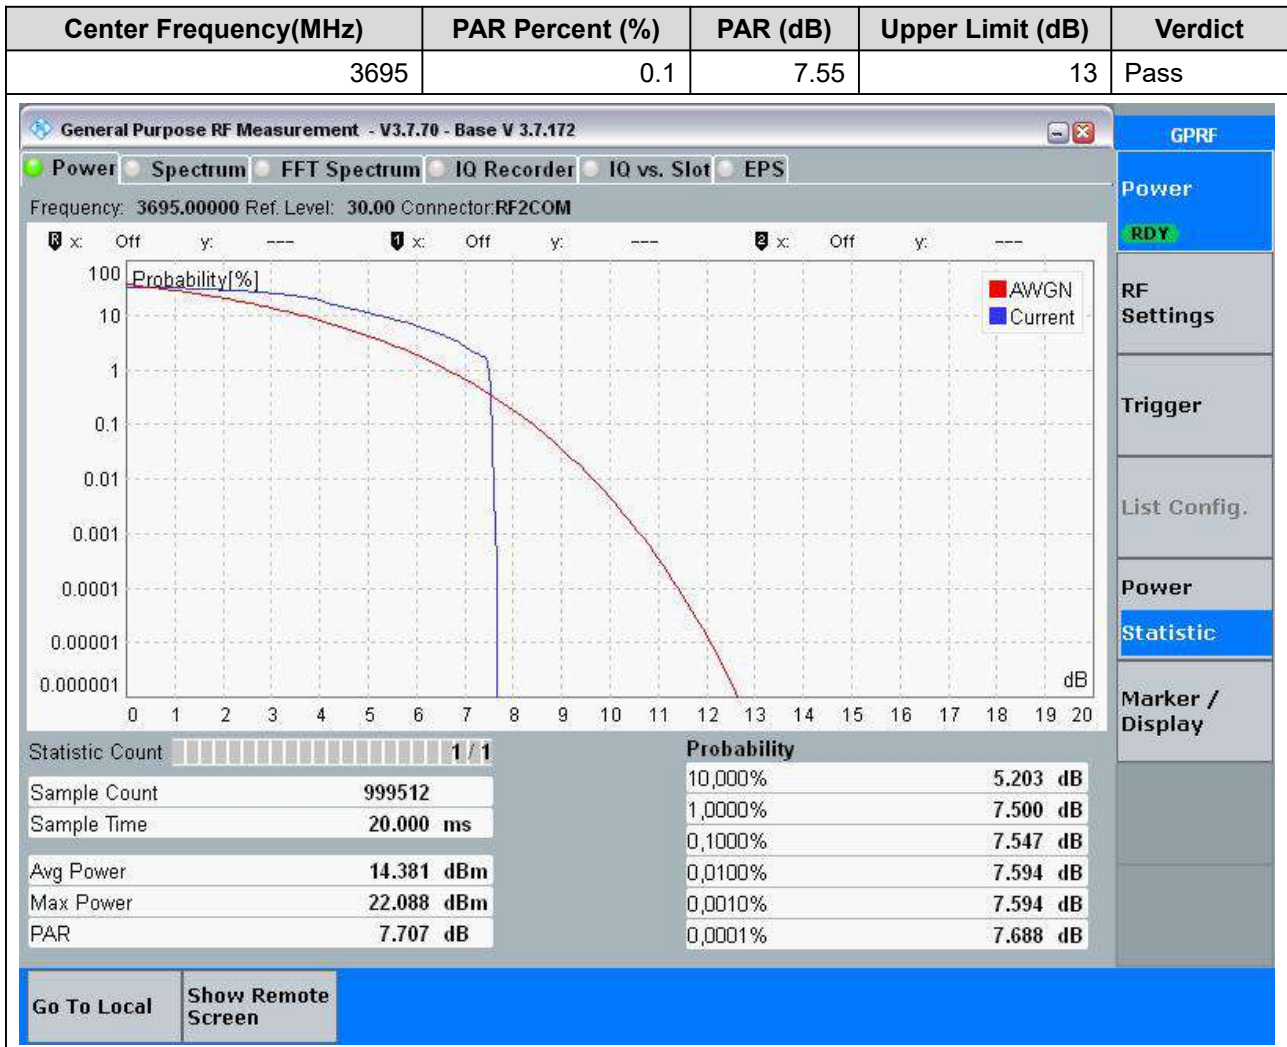 Center Frequency(MHz) PAR Percent (%) PAR (dB) Upper Limit (dB) Verdict
3695 0.1 7.55 13 Pass
General Purpose RF Measurement - V3.7.70 - Base V 3.7.172
GPRF
Power Spectrum FFT Spectrum IQ Recorder IQ vs. Slot EPS
Power
RDY
Frequency: 3695.00000 Ref. Level: 30.00 Connector:RF2COM
R x: Off y: --- 1 x: Off y: --- 2 x: Off y: ---
Probability[%]
AWGN
Current
100
10
1
0.1
0.01
0.001
0.0001
0.00001
0.000001
dB
0 1 2 3 4 5 6 7 8 9 10 11 12 13 14 15 16 17 18 19 20
RF
Settings
Trigger
List Config.
Power
Statistic
Marker /
Display
Statistic Count 1 / 1
Sample Count 999512
Sample Time 20.000 ms
Avg Power 14.381 dBm
Max Power 22.088 dBm
PAR 7.707 dB
Probability
10,000% 5.203 dB
1,0000% 7.500 dB
0,1000% 7.547 dB
0,0100% 7.594 dB
0,0010% 7.594 dB
0,0001% 7.688 dB
Go To Local
Show Remote
Screen